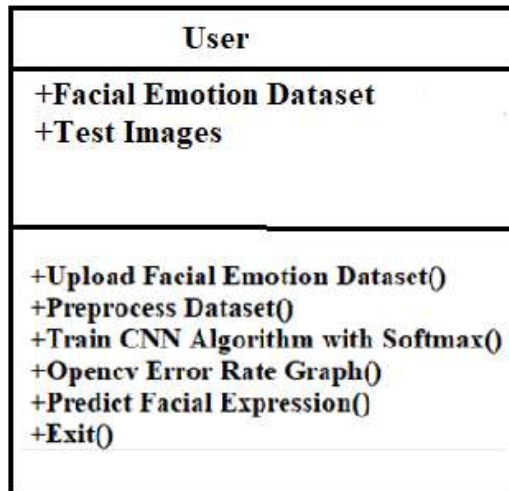 User
+Facial Emotion Dataset
+Test Images
+Upload Facial Emotion Dataset()
+Preprocess Dataset()
+Train CNN Algorithm with Softmax()
+Opencv Error Rate Graph()
+Predict Facial Expression()
+Exit()